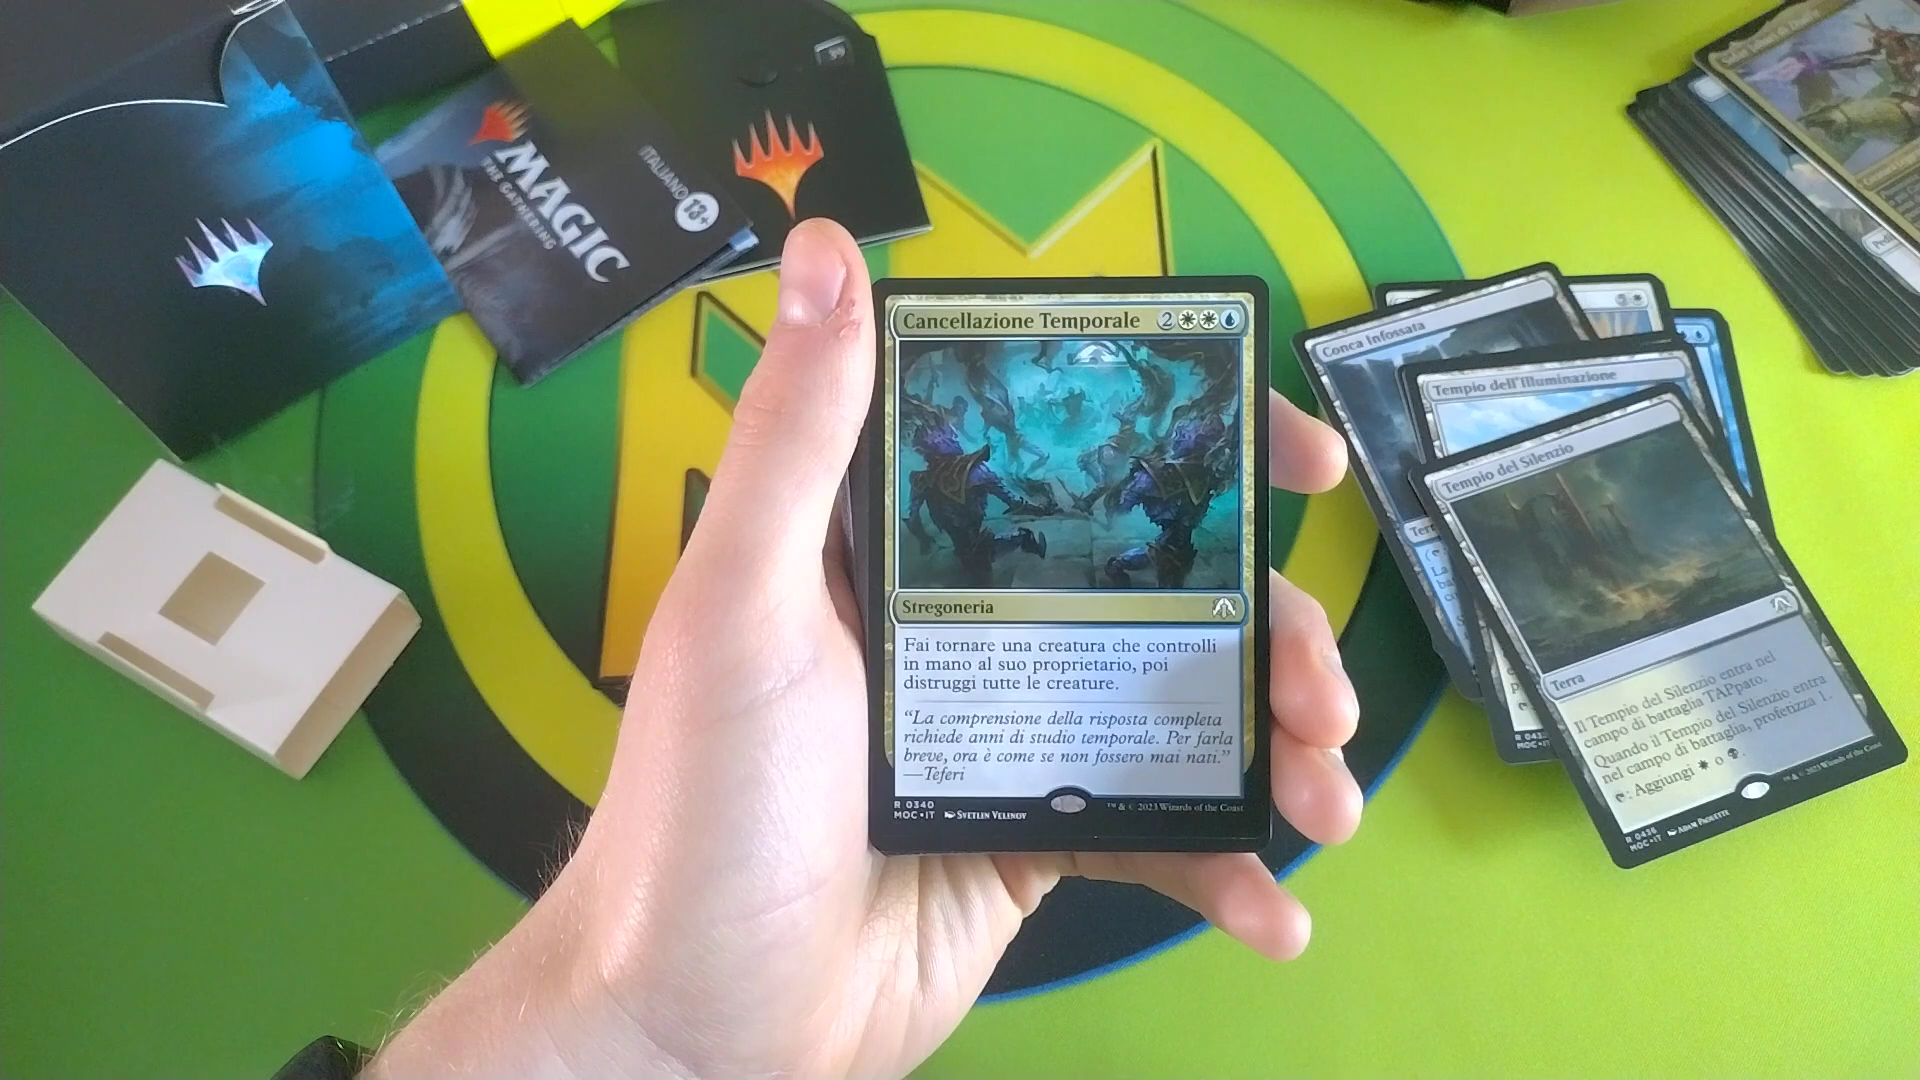 MAGIC
THE GATHERING
ITALIANO
13+
Cancellazione Temporale 2
Stregoneria
Fai tornare una creatura che controlli
in mano al suo proprietario, poi
distruggi tutte le creature.
“La comprensione della risposta completa
richiede anni di studio temporale. Per farla
breve, ora è come se non fossero mai nati.”
—Teferi
R 0340
MOC • IT SVETLIN VELINOV
™ & © 2023 Wizards of the Coast
Conca Infossata
Tempio dell'Illuminazione
Tempio del Silenzio
Terra
Il Tempio del Silenzio entra nel
campo di battaglia TAPpato.
Quando il Tempio del Silenzio entra
nel campo di battaglia, profetizza 1.
: Aggiungi o .
R 0436
MOC • IT ADAM PAQUETTE
™ & © 2023 Wizards of the Coast